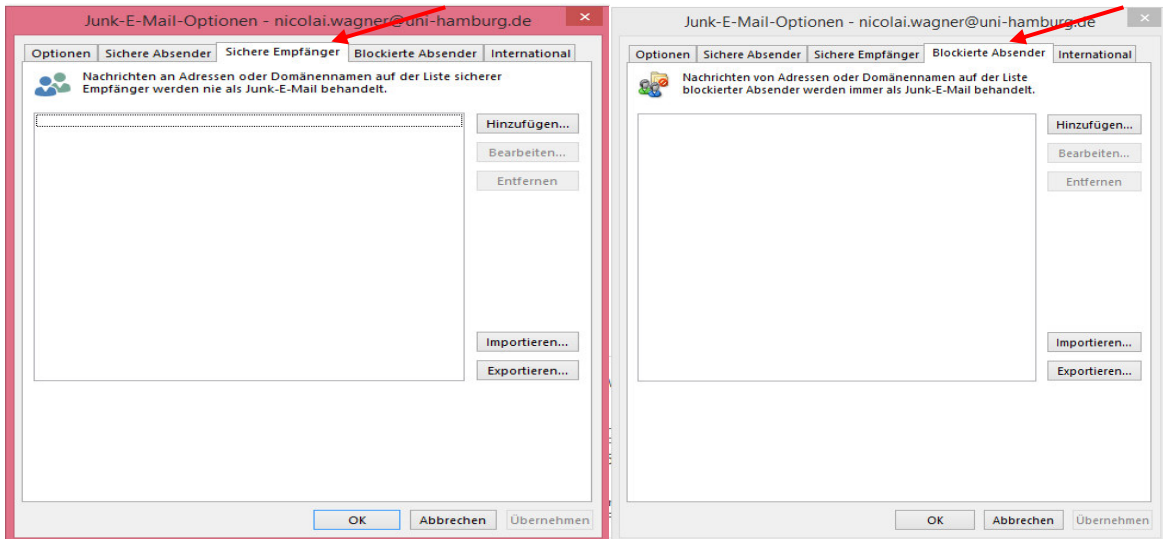 Junk-E-Mail-Optionen - nicolai.wagner@uni-hamburg.de
Optionen Sichere Absender Sichere Empfänger Blockierte Absender International
Nachrichten an Adressen oder Domänennamen auf der Liste sicherer
Empfänger werden nie als Junk-E-Mail behandelt.
Hinzufügen...
Bearbeiten...
Entfernen
Importieren...
Exportieren...
OK Abbrechen Übernehmen
Junk-E-Mail-Optionen - nicolai.wagner@uni-hamburg.de
Optionen Sichere Absender Sichere Empfänger Blockierte Absender International
Nachrichten von Adressen oder Domänennamen auf der Liste
blockierter Absender werden immer als Junk-E-Mail behandelt.
Hinzufügen...
Bearbeiten...
Entfernen
Importieren...
Exportieren...
OK Abbrechen Übernehmen